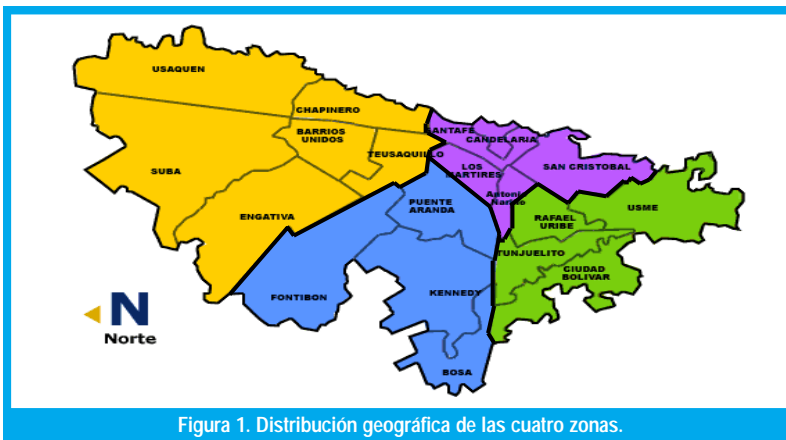 USAQUEN
CHAPINERO
BARRIOS
UNIDOS
TEUSAQUILLO
SUBA
ENGATIVA
SANTAFE
CANDELARIA
LOS
MARTIRES
SAN CRISTOBAL
Antonio
Nariño
PUENTE
ARANDA
RAFAEL
URIBE
USME
TUNJUELITO
CIUDAD
BOLIVAR
FONTIBON
KENNEDY
BOSA
N
Norte
Figura 1. Distribución geográfica de las cuatro zonas.